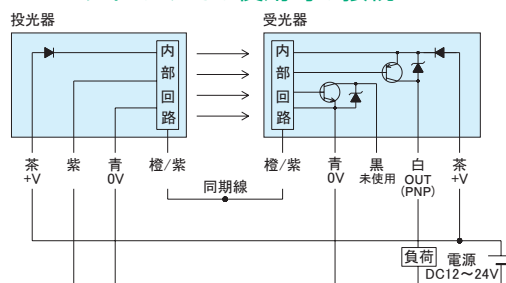 投光器
受光器
内部回路
内部回路
茶
+V
紫
青
0V
橙/紫
同期線
橙/紫
青
0V
黒
未使用
白
OUT
(PNP)
茶
+V
負荷
電源
DC12～24V